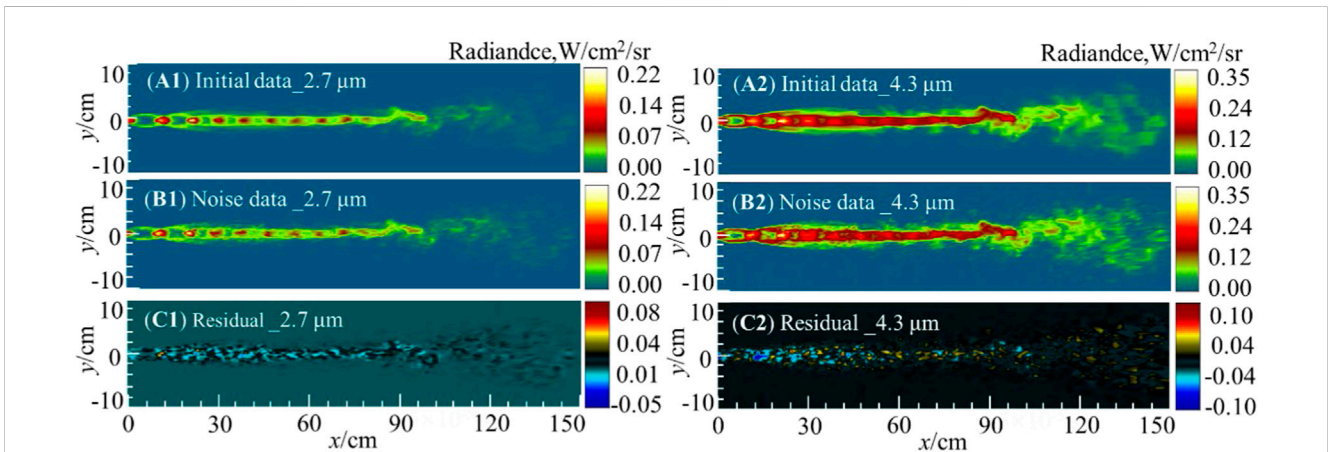 Radiandce,W/cm²/sr
10
0
-10
y/cm
(A1) Initial data_2.7 μm
0.22
0.14
0.07
0.00
10
0
-10
y/cm
(B1) Noise data _2.7 μm
0.22
0.14
0.07
0.00
10
0
-10
y/cm
(C1) Residual _2.7 μm
0.08
0.04
0.01
-0.05
0 30 60 90 120 150
x/cm
Radiandce,W/cm²/sr
10
0
-10
y/cm
(A2) Initial data_4.3 μm
0.35
0.24
0.12
0.00
10
0
-10
y/cm
(B2) Noise data _4.3 μm
0.35
0.24
0.12
0.00
10
0
-10
y/cm
(C2) Residual _4.3 μm
0.10
0.04
-0.04
-0.10
0 30 60 90 120 150
x/cm